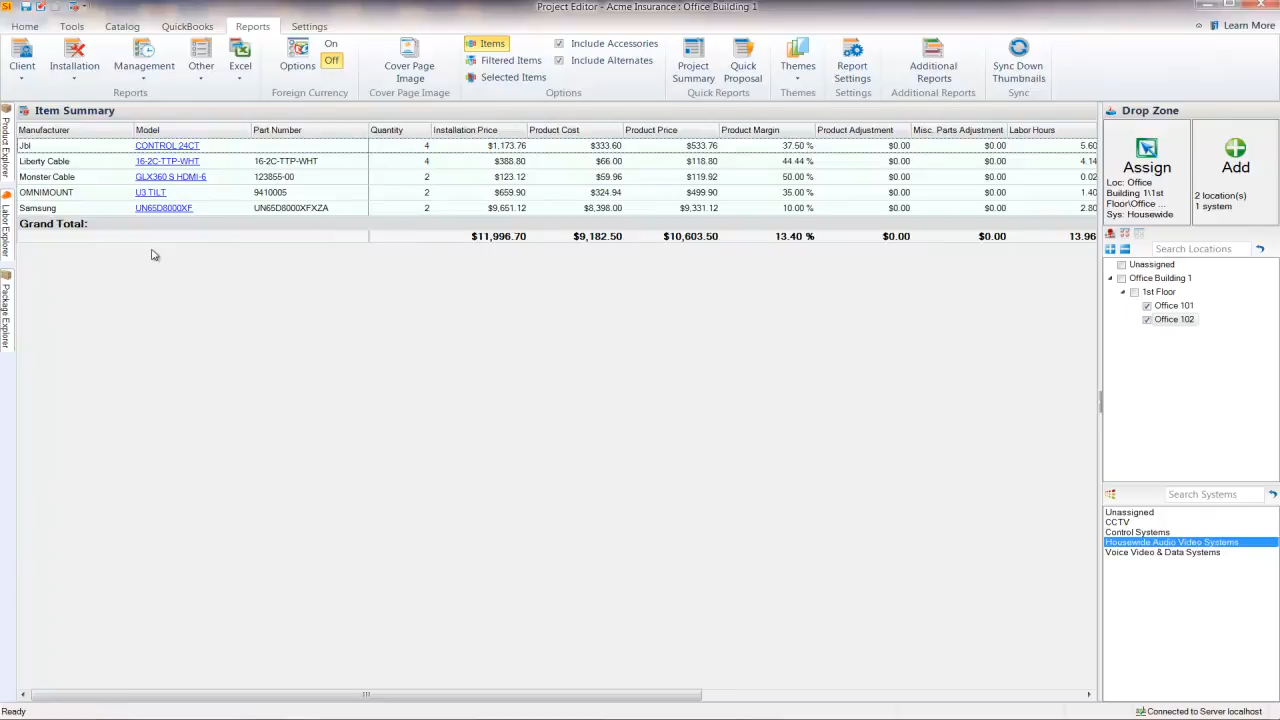 SI Project Editor - Acme Insurance : Office Building 1
Home Tools Catalog QuickBooks Reports Settings Learn More
Client Installation Management Other Excel
Reports
Options On Off
Foreign Currency
Cover Page Image
Cover Page Image
Items Include Accessories
Filtered Items Include Alternates
Selected Items
Options
Project Summary Quick Proposal
Quick Reports
Themes
Themes
Report Settings
Settings
Additional Reports
Additional Reports
Sync Down Thumbnails
Sync
Product Explorer
Labor Explorer
Package Explorer
Item Summary
Manufacturer Model Part Number Quantity Installation Price Product Cost Product Price Product Margin Product Adjustment Misc. Parts Adjustment Labor Hours
Jbl CONTROL 24CT 4 $1,173.76 $333.60 $533.76 37.50 % $0.00 $0.00 5.60
Liberty Cable 16-2C-TTP-WHT 16-2C-TTP-WHT 4 $388.80 $66.00 $118.80 44.44 % $0.00 $0.00 4.14
Monster Cable GLX360 S HDMI-6 123855-00 2 $123.12 $59.96 $119.92 50.00 % $0.00 $0.00 0.02
OMNIMOUNT U3 TILT 9410005 2 $659.90 $324.94 $499.90 35.00 % $0.00 $0.00 1.40
Samsung UN65D8000XF UN65D8000XFXZA 2 $9,651.12 $8,398.00 $9,331.12 10.00 % $0.00 $0.00 2.80
Grand Total:
$11,996.70 $9,182.50 $10,603.50 13.40 % $0.00 $0.00 13.96
Drop Zone
Assign
Loc: Office
Building 1\1st
Floor\Office ...
Sys: Housewide
Add
2 location(s)
1 system
Search Locations
Unassigned
Office Building 1
1st Floor
Office 101
Office 102
Search Systems
Unassigned
CCTV
Control Systems
Housewide Audio Video Systems
Voice Video & Data Systems
Ready
Connected to Server localhost